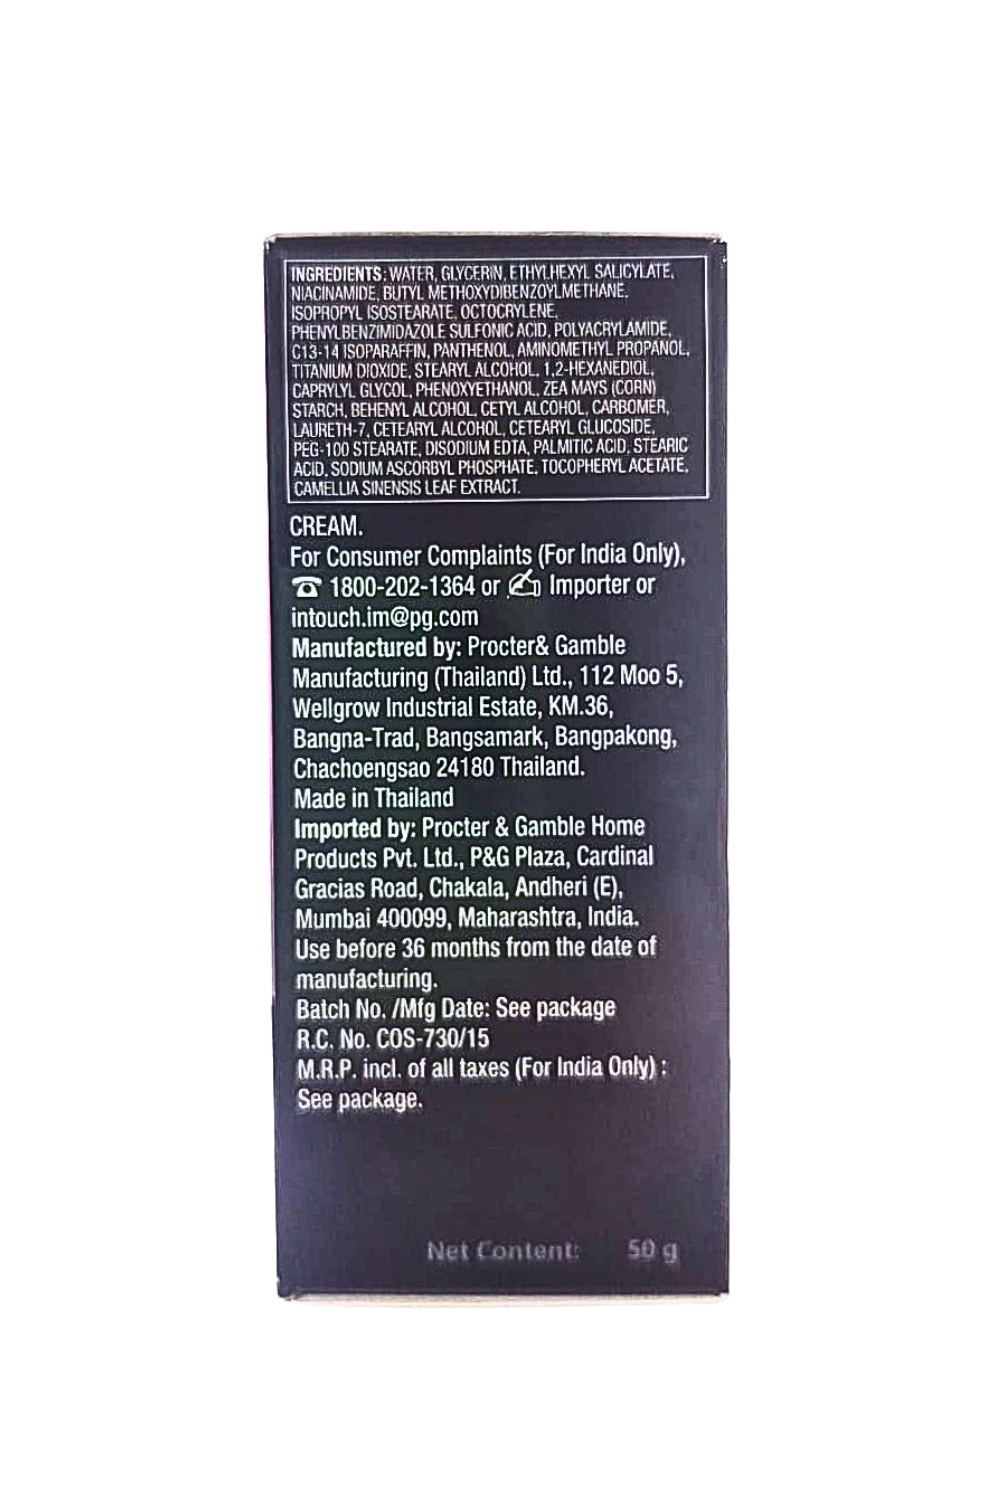 INGREDIENTS: WATER, GLYCERIN, ETHYLHEXYL SALICYLATE,
NIACINAMIDE, BUTYL METHOXYDIBENZOYLMETHANE,
ISOPROPYL ISOSTEARATE, OCTOCRYLENE,
PHENYLBENZIMIDAZOLE SULFONIC ACID, POLYACRYLAMIDE,
C13-14 ISOPARAFFIN, PANTHENOL, AMINOMETHYL PROPANOL,
TITANIUM DIOXIDE, STEARYL ALCOHOL, 1,2-HEXANEDIOL,
CAPRYLYL GLYCOL, PHENOXYETHANOL, ZEA MAYS (CORN)
STARCH, BEHENYL ALCOHOL, CETYL ALCOHOL, CARBOMER,
LAURETH-7, CETEARYL ALCOHOL, CETEARYL GLUCOSIDE,
PEG-100 STEARATE, DISODIUM EDTA, PALMITIC ACID, STEARIC
ACID, SODIUM ASCORBYL PHOSPHATE, TOCOPHERYL ACETATE,
CAMELLIA SINENSIS LEAF EXTRACT.
CREAM.
For Consumer Complaints (For India Only),
☎ 1800-202-1364 or ✍ Importer or
intouch.im@pg.com
Manufactured by: Procter& Gamble
Manufacturing (Thailand) Ltd., 112 Moo 5,
Wellgrow Industrial Estate, KM.36,
Bangna-Trad, Bangsamark, Bangpakong,
Chachoengsao 24180 Thailand.
Made in Thailand
Imported by: Procter & Gamble Home
Products Pvt. Ltd., P&G Plaza, Cardinal
Gracias Road, Chakala, Andheri (E),
Mumbai 400099, Maharashtra, India.
Use before 36 months from the date of
manufacturing.
Batch No. /Mfg Date: See package
R.C. No. COS-730/15
M.R.P. incl. of all taxes (For India Only) :
See package.
Net Content: 50 g